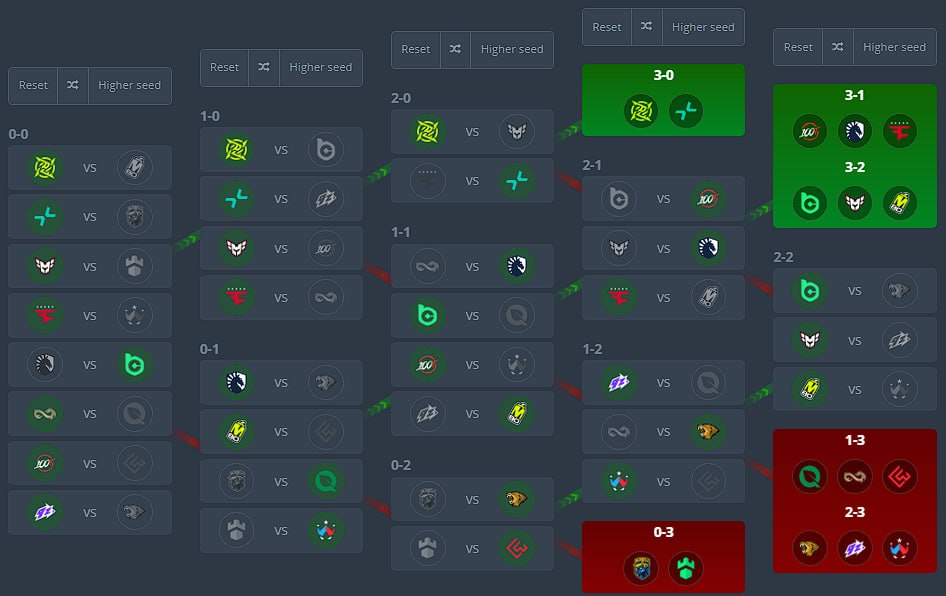 Reset Higher seed
0-0
VS
VS
VS
VS
VS
VS
VS
VS
Reset Higher seed
1-0
VS
VS
VS
VS
0-1
VS
VS
VS
VS
Reset Higher seed
2-0
VS
VS
1-1
VS
VS
VS
VS
0-2
VS
VS
Reset Higher seed
3-0
2-1
VS
VS
VS
1-2
VS
VS
VS
0-3
Reset Higher seed
3-1
100
3-2
2-2
VS
VS
VS
1-3
2-3